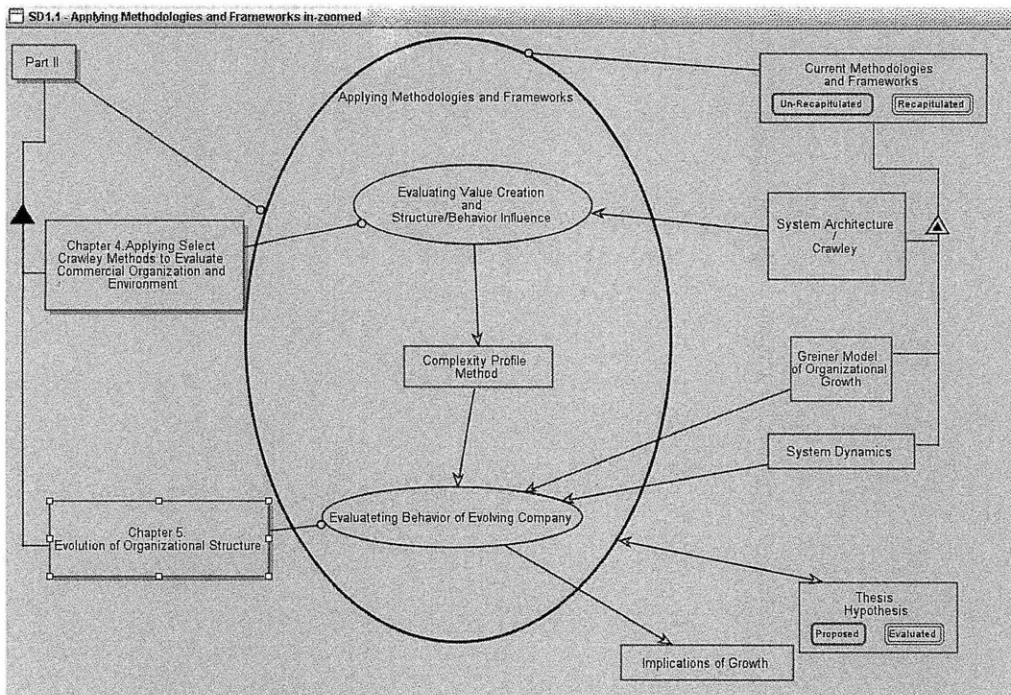 SD1.1 - Applying Methodologies and Frameworks in-zoomed
Part II
Applying Methodologies and Frameworks
Current Methodologies
and Frameworks
Un-Recapitulated
Recapitulated
Evaluating Value Creation
and
Structure/Behavior Influence
System Architecture
/
Crawley
Chapter 4.Applying Select
Crawley Methods to Evaluate
Commercial Organization and
Environment
Complexity Profile
Method
Greiner Model
of Organizational
Growth
System Dynamics
Chapter 5.
Evolution of Organizational Structure
Evaluateting Behavior of Evolving Company
Thesis
Hypothesis
Proposed
Evaluated
Implications of Growth